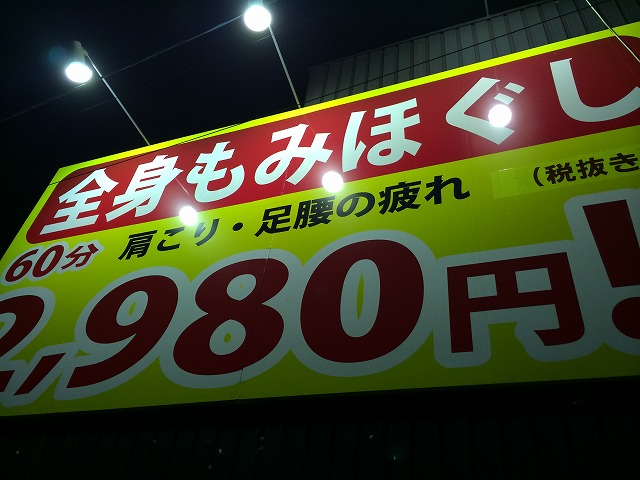 全身もみほぐし
肩こり・足腰の疲れ
(税抜き
60分
2,980円!